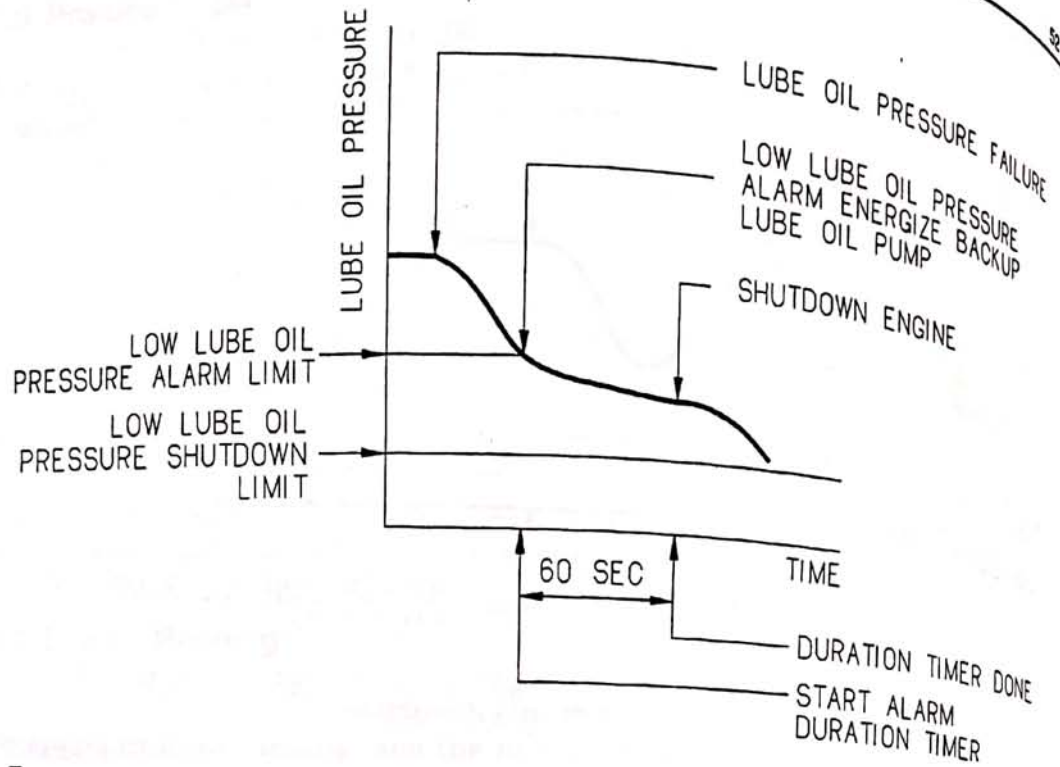 LUBE OIL PRESSURE
LUBE OIL PRESSURE FAILURE
LOW LUBE OIL PRESSURE
ALARM ENERGIZE BACKUP
LUBE OIL PUMP
SHUTDOWN ENGINE
LOW LUBE OIL
PRESSURE ALARM LIMIT
LOW LUBE OIL
PRESSURE SHUTDOWN
LIMIT
60 SEC
TIME
DURATION TIMER DONE
START ALARM
DURATION TIMER